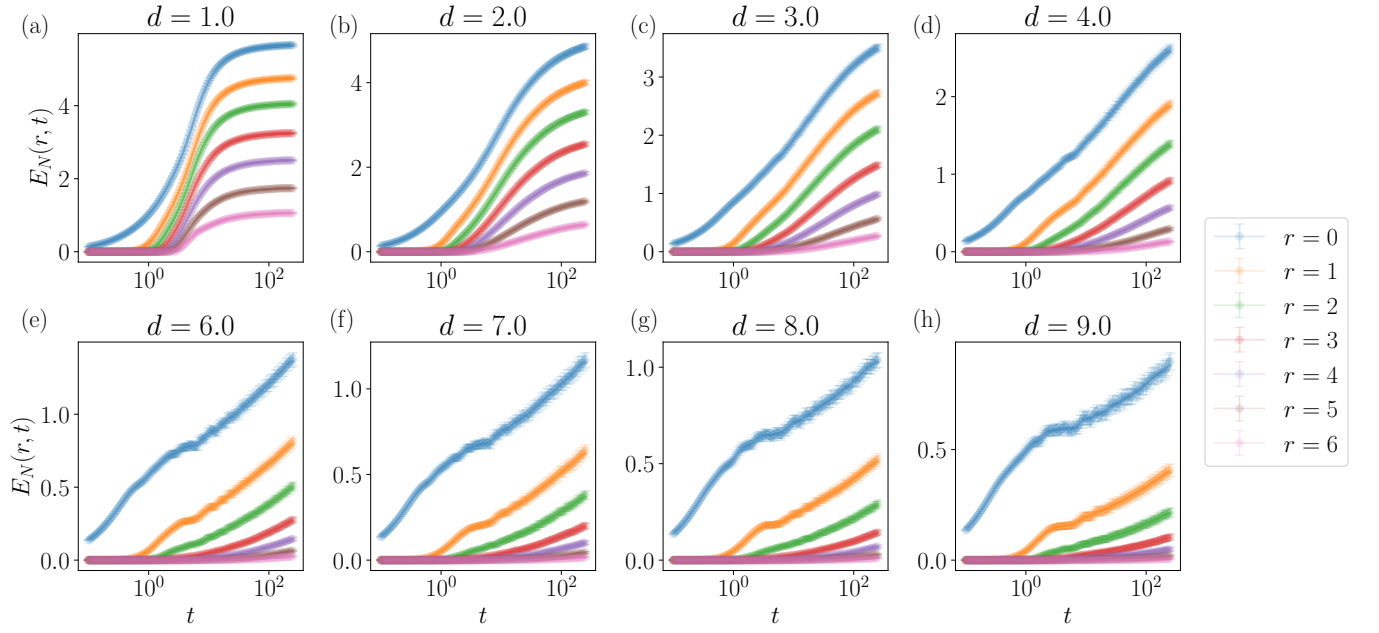 (a) d = 1.0
(b) d = 2.0
(c) d = 3.0
(d) d = 4.0
E_N(r, t)
4
2
0
10^0 10^2
4
2
0
10^0 10^2
3
2
1
0
10^0 10^2
2
1
0
10^0 10^2
(e) d = 6.0
(f) d = 7.0
(g) d = 8.0
(h) d = 9.0
E_N(r, t)
1.0
0.5
0.0
10^0 10^2
t
1.0
0.5
0.0
10^0 10^2
t
1.0
0.5
0.0
10^0 10^2
t
0.5
0.0
10^0 10^2
t
r = 0
r = 1
r = 2
r = 3
r = 4
r = 5
r = 6